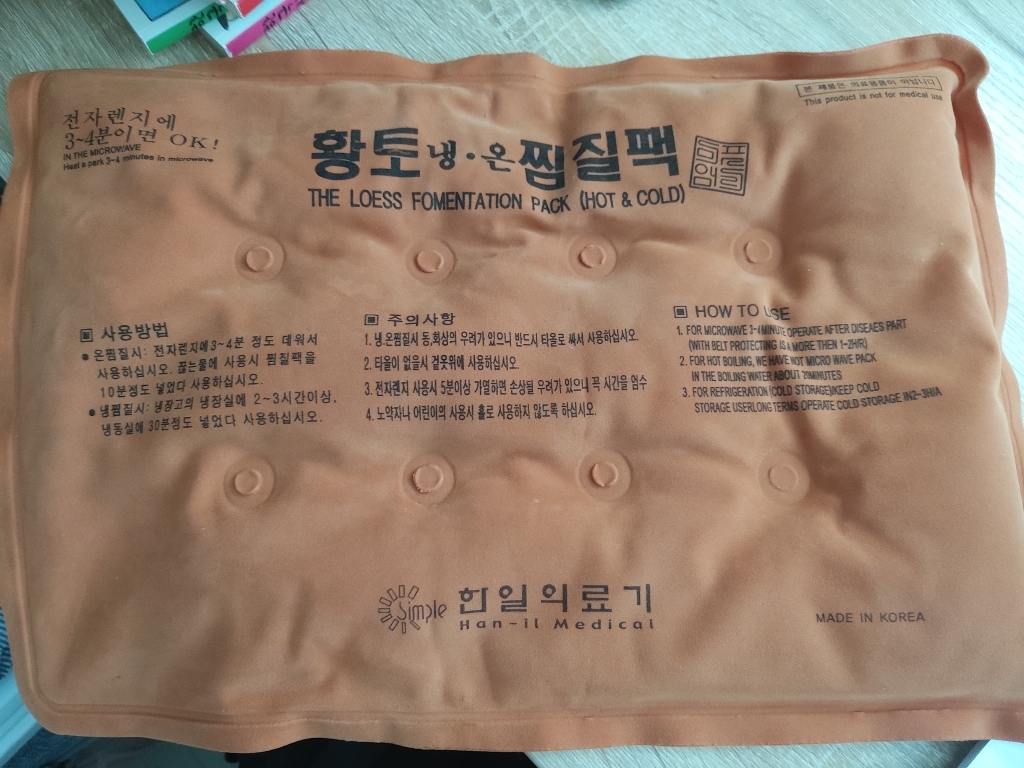 전자렌지에
3~4분이면 OK!
IN THE MICROWAVE
Heat a park 3-4 minutes in microwave
본 제품은 의료용품이 아닙니다
This product is not for medical use
황토냉·온찜질팩
THE LOESS FOMENTATION PACK (HOT & COLD)
▣ 사용방법
● 온찜질시: 전자렌지에3~4분 정도 데워서
사용하십시오. 끓는물에 사용시 찜질팩을
10분정도 넣었다 사용하십시오.
● 냉찜질시: 냉장고의 냉장실에 2~3시간이상,
냉동실에 30분정도 넣었다 사용하십시오.
▣ 주의사항
1. 냉.온찜질시 동,화상의 우려가 있으니 반드시 타올로 싸서 사용하십시오.
2. 타올이 없을시 겉옷위에 사용하십시오.
3. 전자렌지 사용시 5분이상 가열하면 손상될 우려가 있으니 꼭 시간을 엄수
4. 노약자나 어린이의 사용시 홀로 사용하지 않도록 하십시오.
▣ HOW TO USE
1. FOR MICROWAVE 3~4MINUTE OPERATE AFTER DISEAES PART
(WITH BELT PROTECTING IS A MORE THEN 1-2HR)
2. FOR HOT BOILING, WE HAVE NOT MICRO WAVE PACK
IN THE BOILING WATER ABOUT 20MINUTES
3. FOR REFRIGERATION (COLD STORAGE)KEEP COLD
STORAGE USERLONG TERMS OPERATE COLD STORAGE IN2-3H/A
Simple 한일의료기
Han-il Medical
MADE IN KOREA